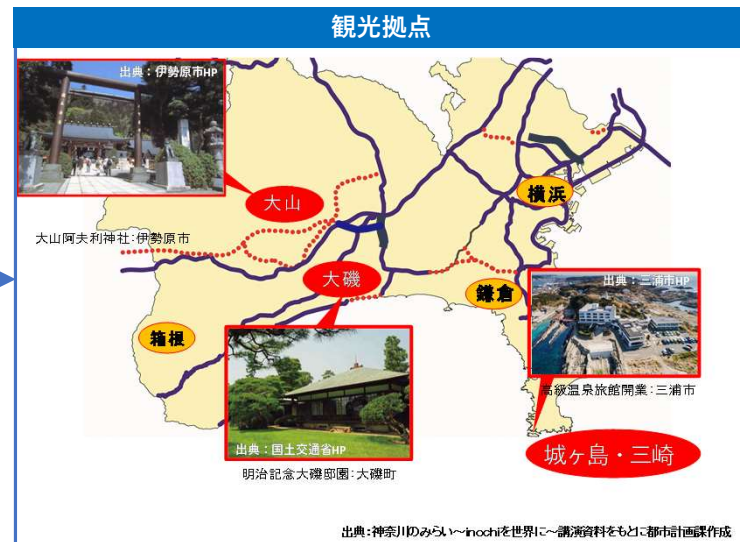 観光拠点
出典：伊勢原市HP
大山
横浜
大山阿夫利神社：伊勢原市
大磯
鎌倉
出典：三浦市HP
箱根
高級温泉旅館開業：三浦市
出典：国土交通省HP
城ヶ島・三崎
明治記念大磯邸園：大磯町
出典：神奈川のみらい～inochiを世界に～講演資料をもとに都市計画課作成